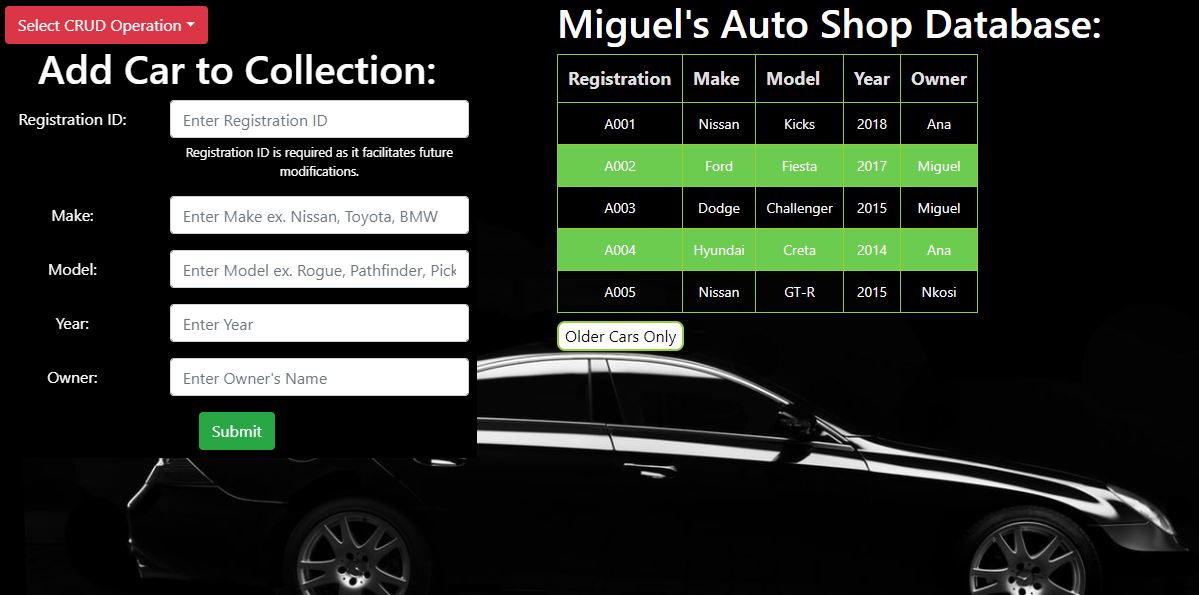 Select CRUD Operation
Add Car to Collection:
Registration ID: Enter Registration ID
Registration ID is required as it facilitates future
modifications.
Make: Enter Make ex. Nissan, Toyota, BMW
Model: Enter Model ex. Rogue, Pathfinder, Pick
Year: Enter Year
Owner: Enter Owner's Name
Submit
Miguel's Auto Shop Database:
Registration Make Model Year Owner
A001 Nissan Kicks 2018 Ana
A002 Ford Fiesta 2017 Miguel
A003 Dodge Challenger 2015 Miguel
A004 Hyundai Creta 2014 Ana
A005 Nissan GT-R 2015 Nkosi
Older Cars Only